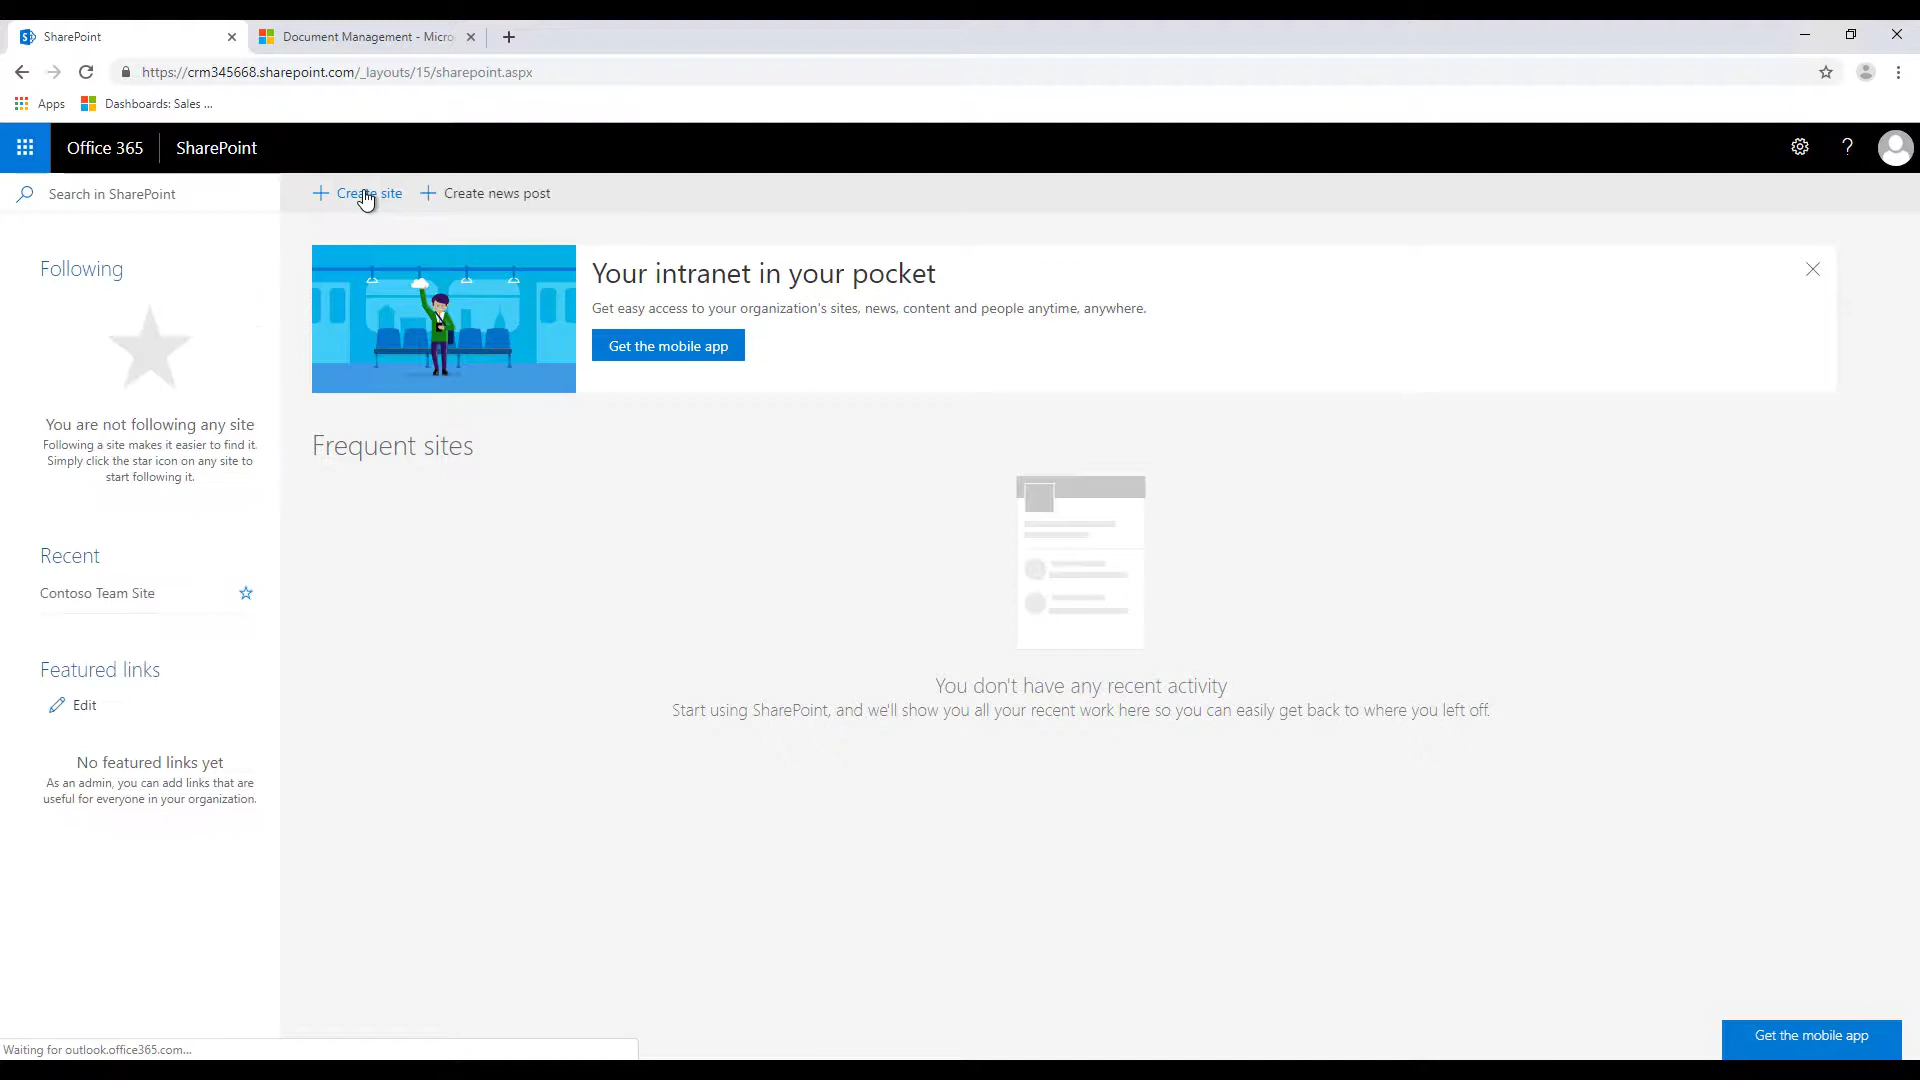 SharePoint
Document Management - Micro
https://crm345668.sharepoint.com/_layouts/15/sharepoint.aspx
Apps
Dashboards: Sales ...
Office 365
SharePoint
Search in SharePoint
Create site
Create news post
Following
You are not following any site
Following a site makes it easier to find it.
Simply click the star icon on any site to
start following it.
Recent
Contoso Team Site
Featured links
Edit
No featured links yet
As an admin, you can add links that are
useful for everyone in your organization.
Your intranet in your pocket
Get easy access to your organization's sites, news, content and people anytime, anywhere.
Get the mobile app
Frequent sites
You don't have any recent activity
Start using SharePoint, and we'll show you all your recent work here so you can easily get back to where you left off.
Waiting for outlook.office365.com...
Get the mobile app